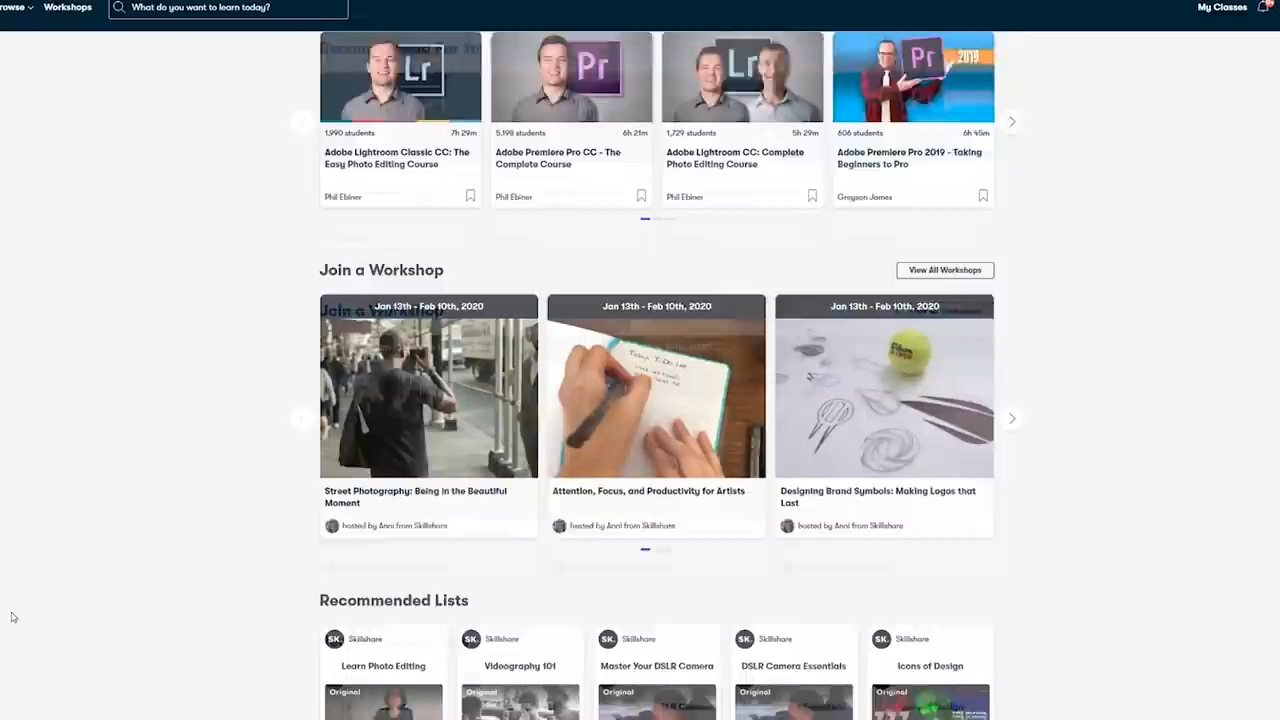 rowse
Workshops
What do you want to learn today?
My Classes
Lr
Pr
Lr
Pr
2019
1,990 students
7h 29m
5,198 students
6h 21m
1,729 students
5h 29m
606 students
6h 45m
Adobe Lightroom Classic CC: The
Easy Photo Editing Course
Adobe Premiere Pro CC - The
Complete Course
Adobe Lightroom CC: Complete
Photo Editing Course
Adobe Premiere Pro 2019 - Taking
Beginners to Pro
Phil Ebiner
Phil Ebiner
Phil Ebiner
Greyson James
Join a Workshop
View All Workshops
Jan 13th - Feb 10th, 2020
Jan 13th - Feb 10th, 2020
Jan 13th - Feb 10th, 2020
Join a Workshop
Street Photography: Being in the Beautiful
Moment
Attention, Focus, and Productivity for Artists
Designing Brand Symbols: Making Logos that
Last
hosted by Anni from Skillshare
hosted by Anni from Skillshare
hosted by Anni from Skillshare
Recommended Lists
SK. Skillshare
SK. Skillshare
SK. Skillshare
SK. Skillshare
SK. Skillshare
Learn Photo Editing
Videography 101
Master Your DSLR Camera
DSLR Camera Essentials
Icons of Design
Original
Original
Original
Original
Original